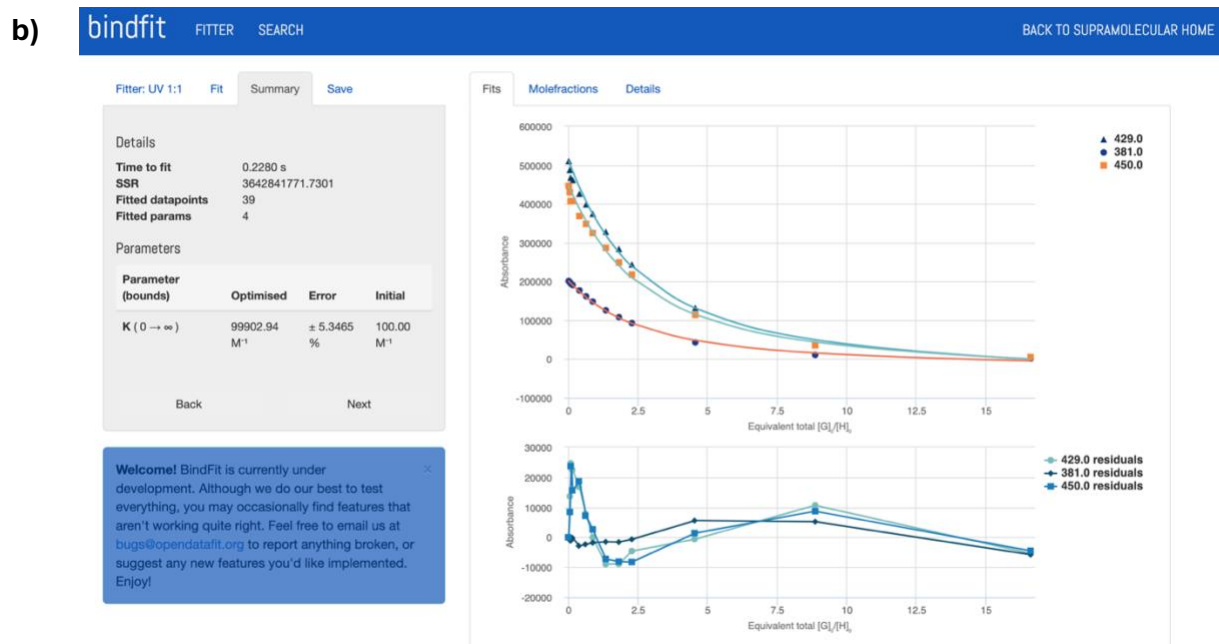 b)
bindfit FITTER SEARCH BACK TO SUPRAMOLECULAR HOME
Fitter: UV 1:1 Fit Summary Save
Details
Time to fit 0.2280 s
SSR 3642841771.7301
Fitted datapoints 39
Fitted params 4
Parameters
Parameter
(bounds) Optimised Error Initial
K ( 0 → ∞ ) 99902.94 ± 5.3465 100.00
M⁻¹ % M⁻¹
Back Next
Welcome! BindFit is currently under ×
development. Although we do our best to test
everything, you may occasionally find features that
aren't working quite right. Feel free to email us at
bugs@opendatafit.org to report anything broken, or
suggest any new features you'd like implemented.
Enjoy!
Fits Molefractions Details
600000
500000
400000
300000
200000
100000
0
-100000
Absorbance
0 2.5 5 7.5 10 12.5 15
Equivalent total [G]₀/[H]₀
429.0
381.0
450.0
30000
20000
10000
0
-10000
-20000
Absorbance
0 2.5 5 7.5 10 12.5 15
Equivalent total [G]₀/[H]₀
429.0 residuals
381.0 residuals
450.0 residuals